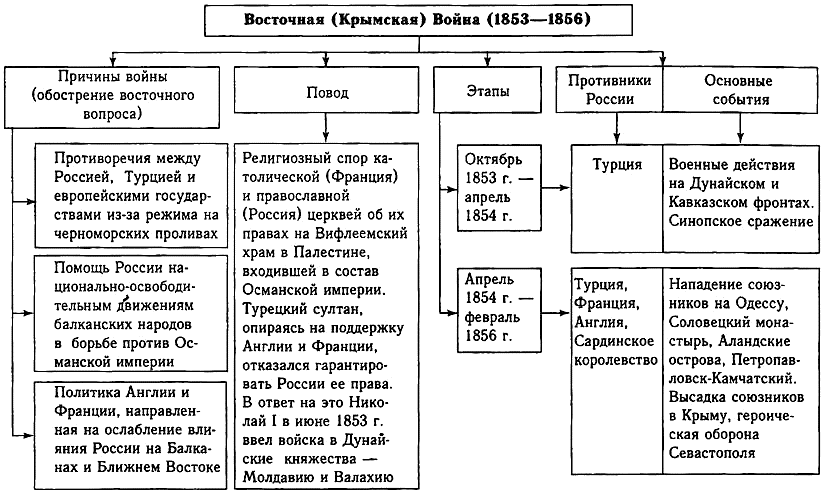 Восточная (Крымская) Война (1853—1856)
Причины войны
(обострение восточного
вопроса)
Противоречия между
Россией, Турцией и
европейскими государ-
ствами из-за режима на
черноморских проливах
Помощь России на-
ционально-освободи-
тельным движениям
балканских народов
в борьбе против Ос-
манской империи
Политика Англии и
Франции, направлен-
ная на ослабление вли-
яния России на Балка-
нах и Ближнем Востоке
Повод
Религиозный спор ка-
толической (Франция)
и православной
(Россия) церквей об их
правах на Вифлеемский
храм в Палестине,
входившей в состав
Османской империи.
Турецкий султан,
опираясь на поддержку
Англии и Франции,
отказался гарантиро-
вать России ее права.
В ответ на это Нико-
лай I в июне 1853 г.
ввел войска в Дунай-
ские княжества —
Молдавию и Валахию
Этапы
Противники
России
Основные
события
Октябрь
1853 г. —
апрель
1854 г.
Турция
Военные действия
на Дунайском и
Кавказском фронтах.
Синопское сражение
Апрель
1854 г. —
февраль
1856 г.
Турция,
Франция,
Англия,
Сардинское
королевство
Нападение союз-
ников на Одессу,
Соловецкий мона-
стырь, Аландские
острова, Петропав-
ловск-Камчатский.
Высадка союзников
в Крыму, героиче-
ская оборона
Севастополя